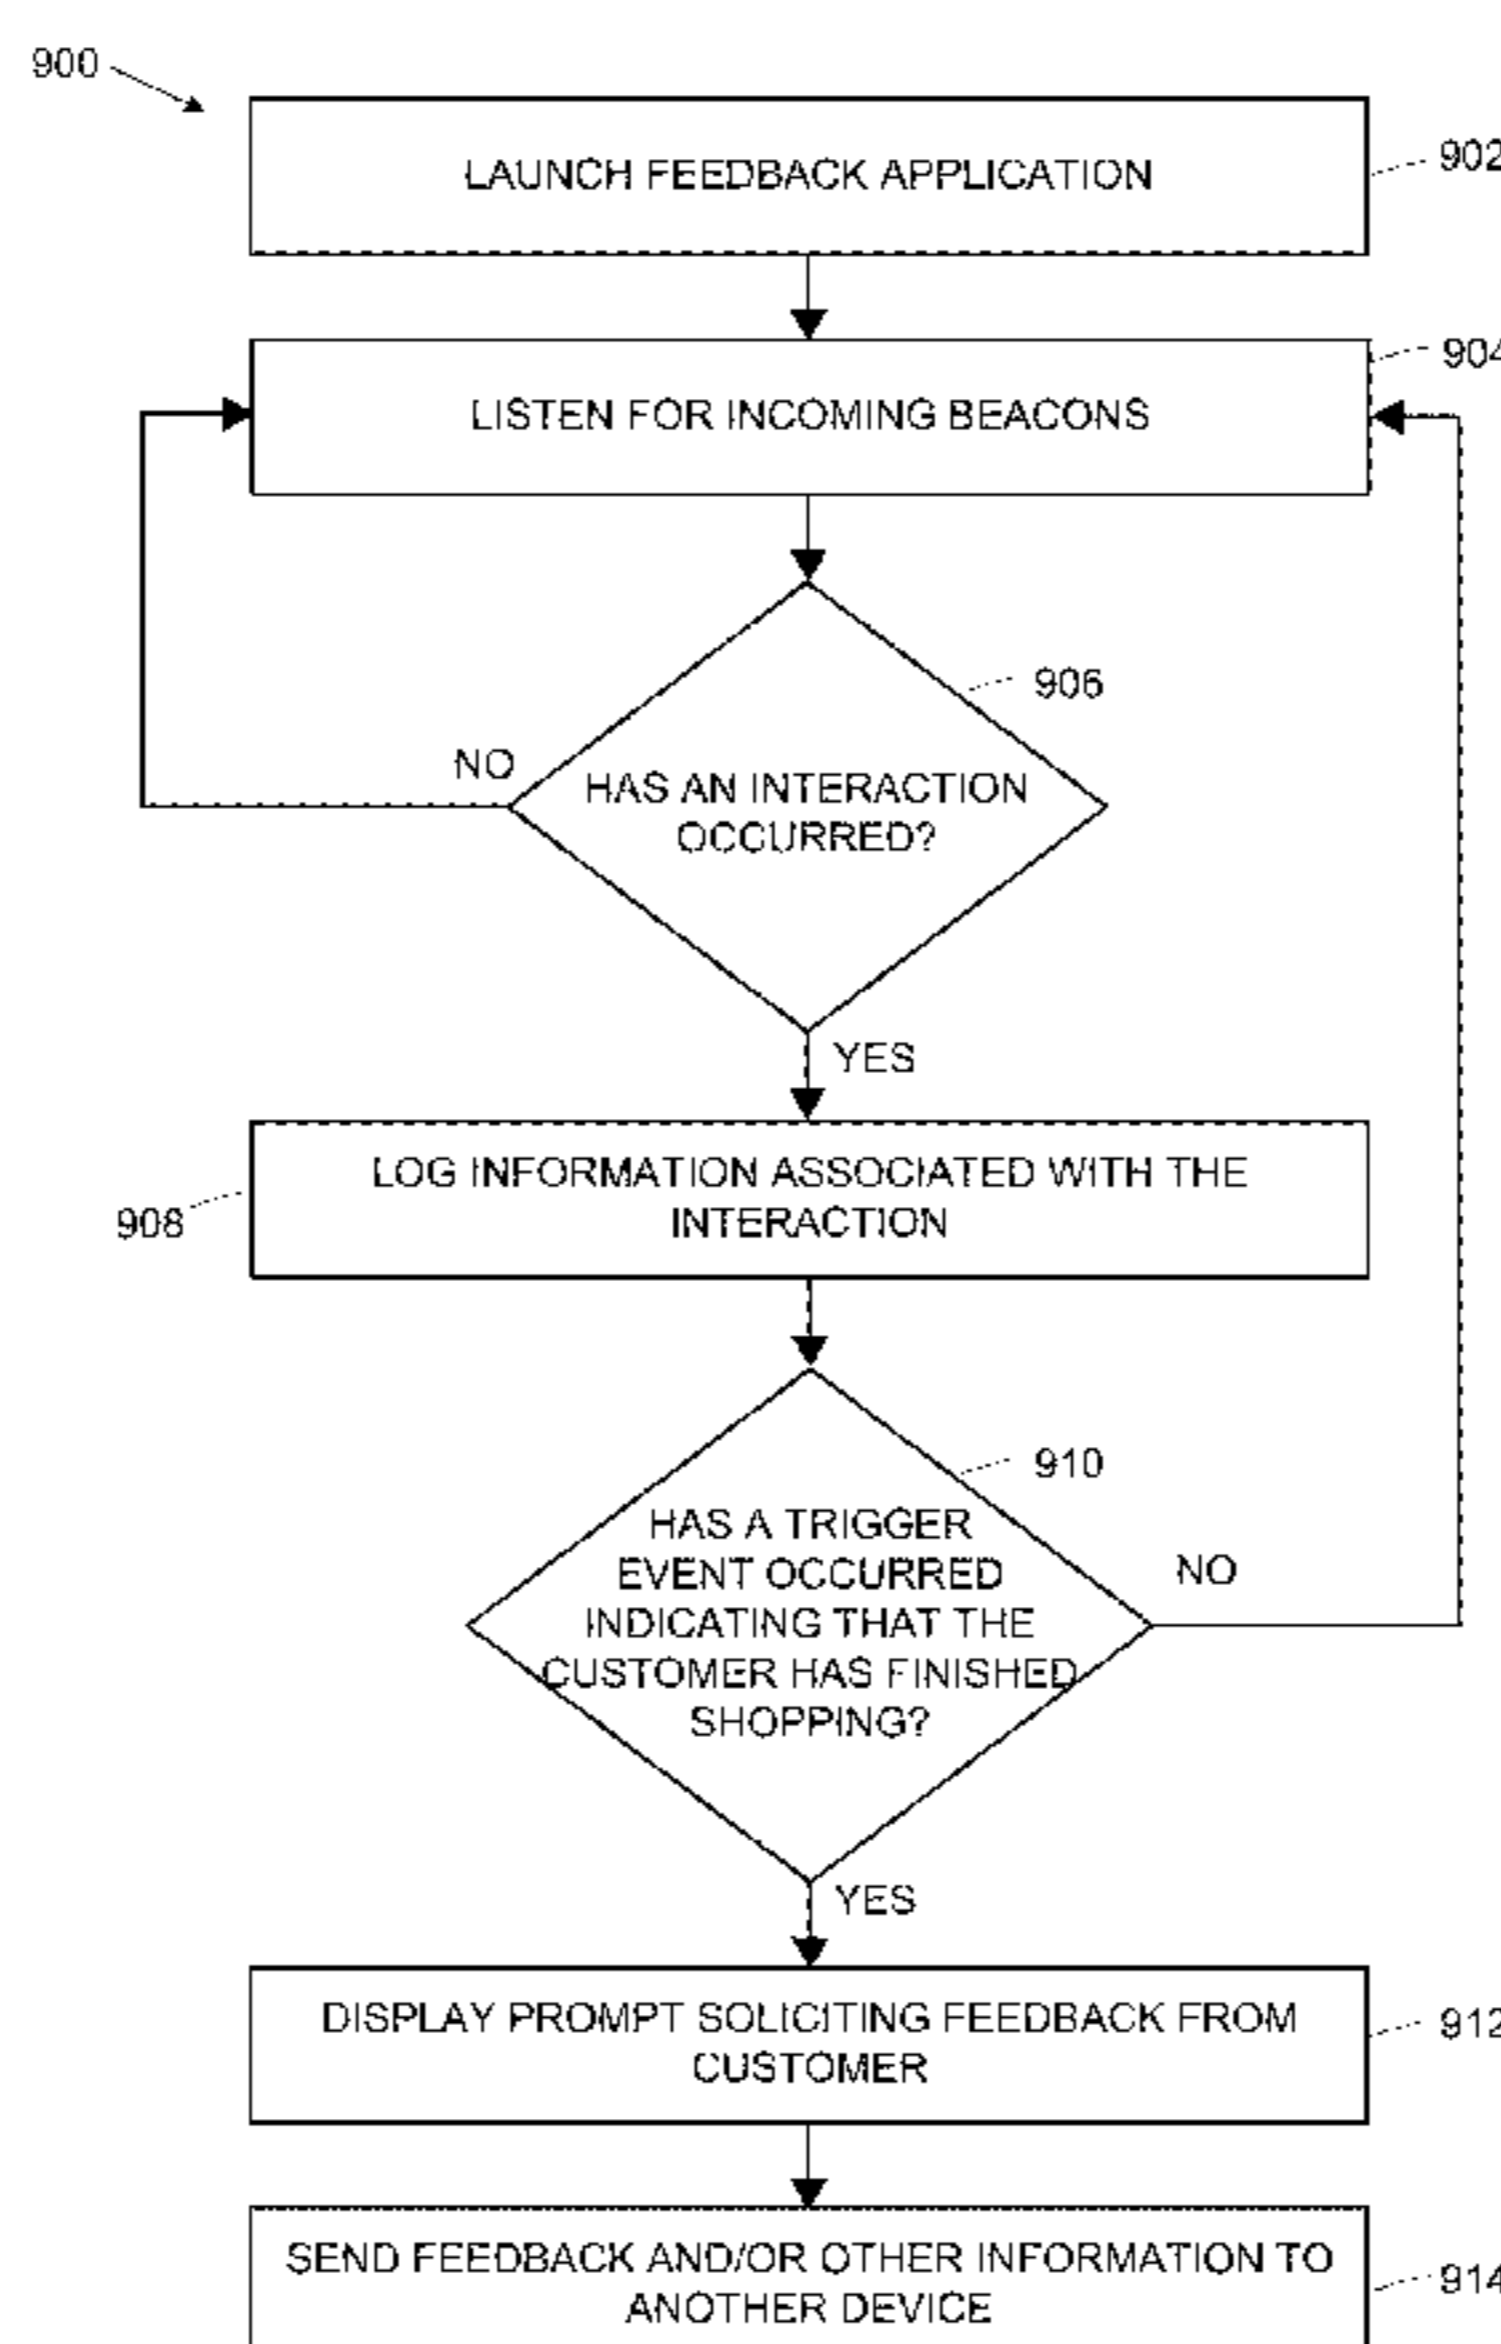 900
LAUNCH FEEDBACK APPLICATION
902
LISTEN FOR INCOMING BEACONS
904
906
NO
HAS AN INTERACTION
OCCURRED?
YES
LOG INFORMATION ASSOCIATED WITH THE
INTERACTION
908
910
HAS A TRIGGER
EVENT OCCURRED
INDICATING THAT THE
CUSTOMER HAS FINISHED
SHOPPING?
NO
YES
DISPLAY PROMPT SOLICITING FEEDBACK FROM
CUSTOMER
912
SEND FEEDBACK AND/OR OTHER INFORMATION TO
ANOTHER DEVICE
914